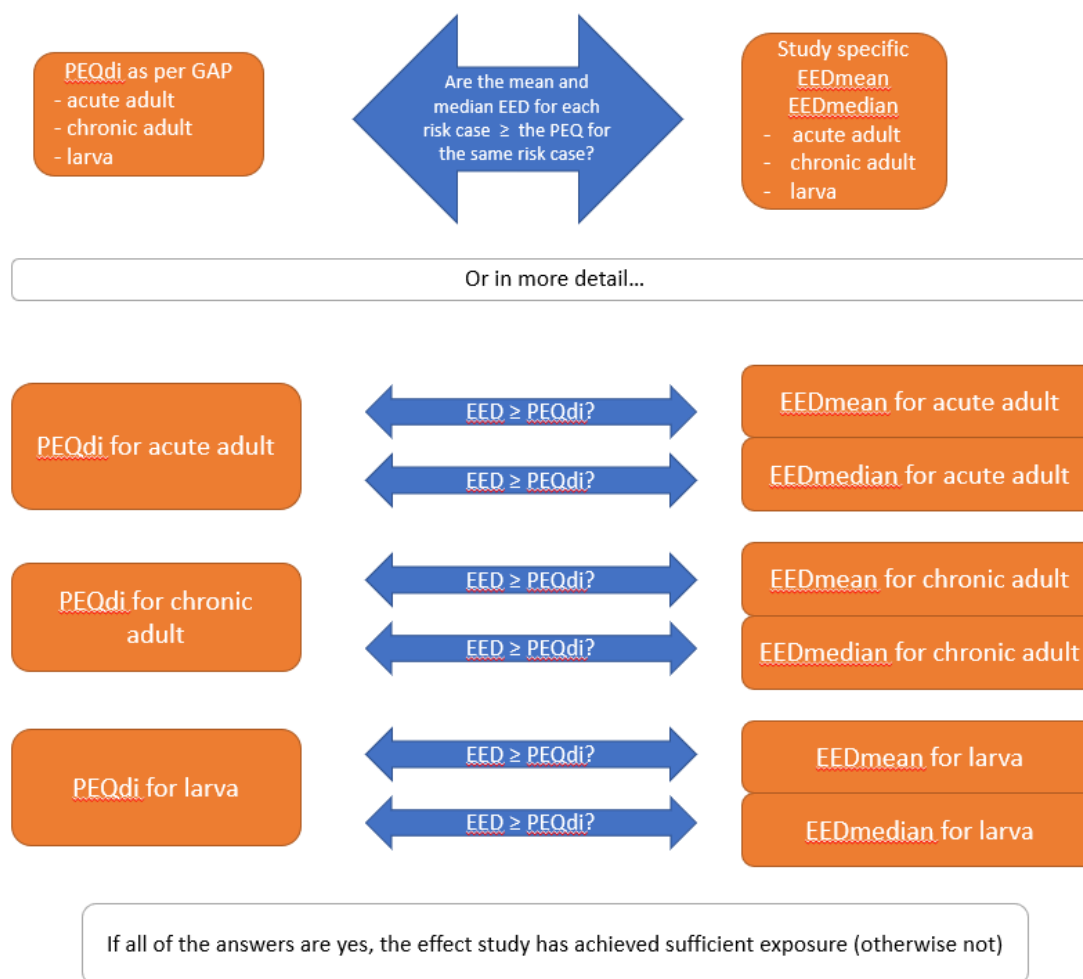 PEQdi as per GAP
- acute adult
- chronic adult
- larva
Are the mean and
median EED for each
risk case ≥ the PEQ for
the same risk case?
Study specific
EEDmean
EEDmedian
- acute adult
- chronic adult
- larva
Or in more detail...
PEQdi for acute adult
EED ≥ PEQdi?
EEDmean for acute adult
EED ≥ PEQdi?
EEDmedian for acute adult
PEQdi for chronic
adult
EED ≥ PEQdi?
EEDmean for chronic adult
EED ≥ PEQdi?
EEDmedian for chronic adult
PEQdi for larva
EED ≥ PEQdi?
EEDmean for larva
EED ≥ PEQdi?
EEDmedian for larva
If all of the answers are yes, the effect study has achieved sufficient exposure (otherwise not)